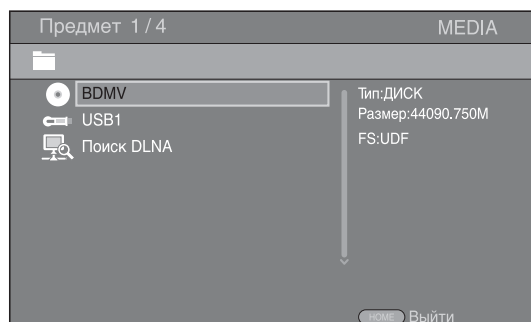 Предмет 1/4 MEDIA
BDMV
USB1
Поиск DLNA
Тип:ДИСК
Размер:44090.750M
FS:UDF
HOME Выйти